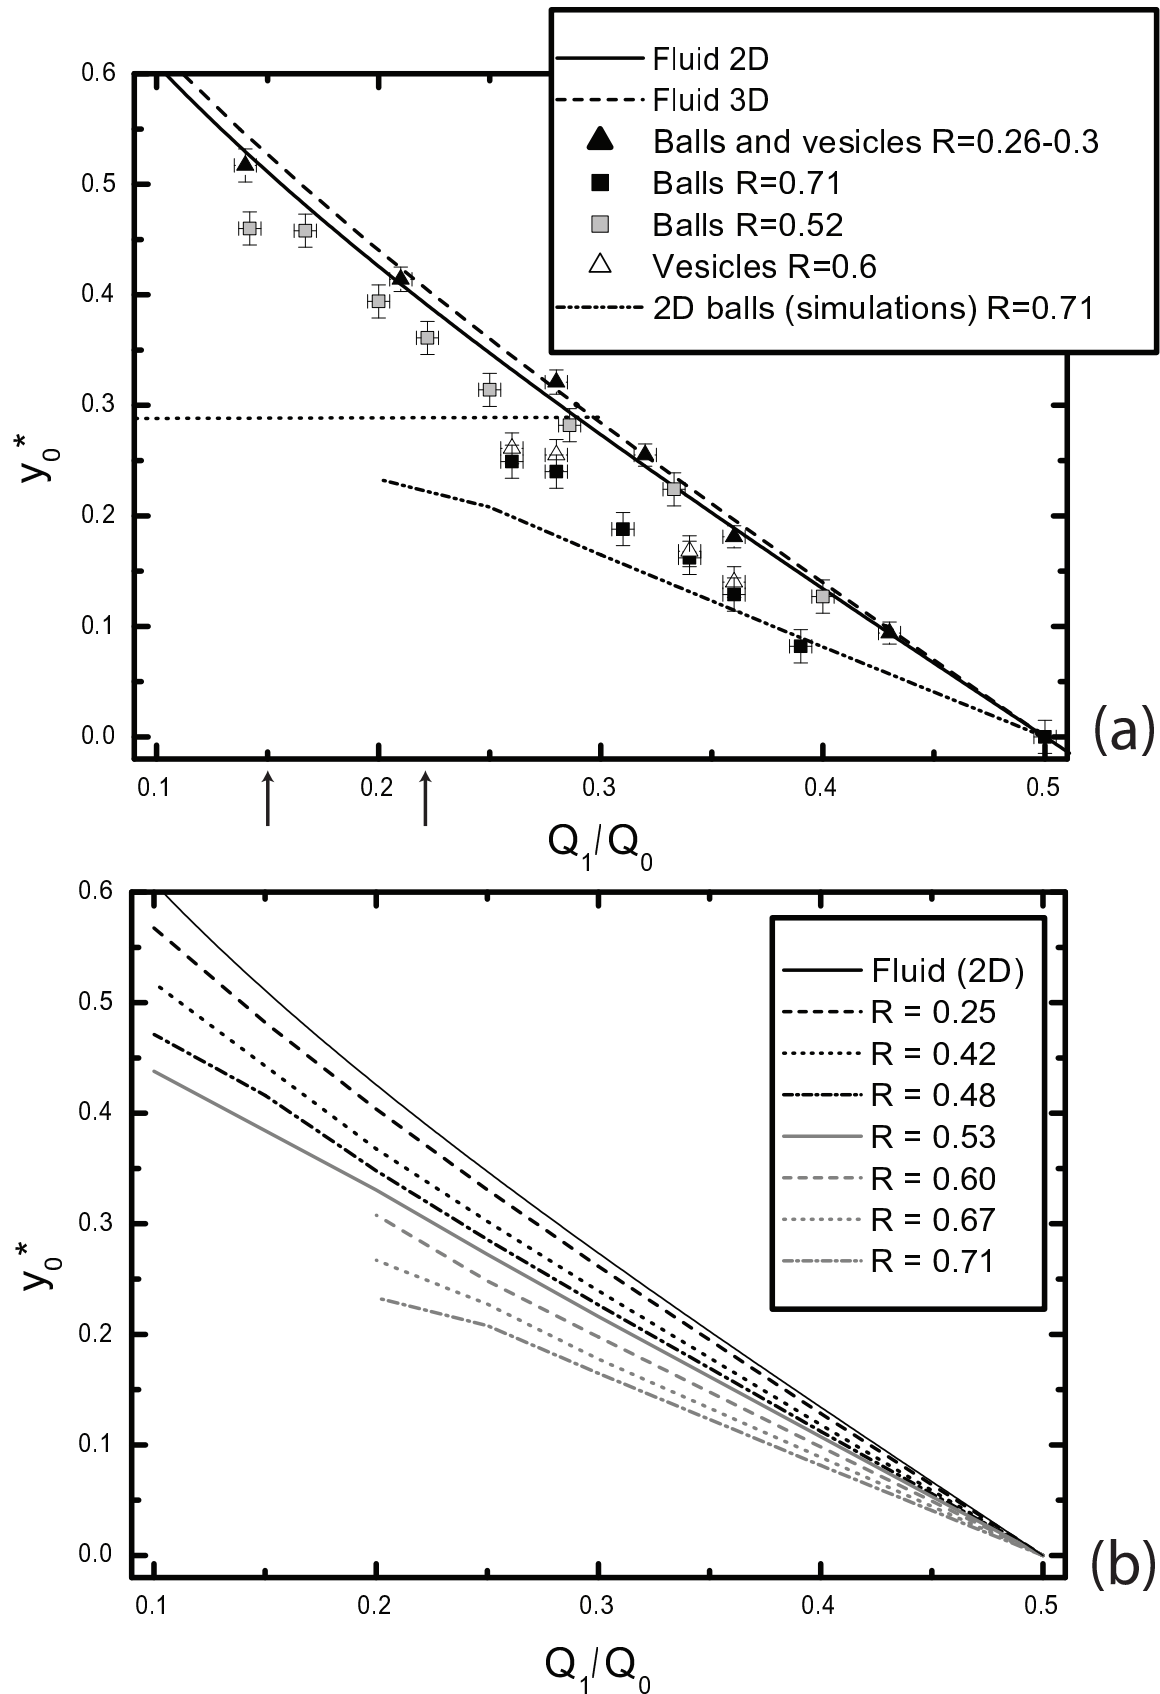 Fluid 2D
Fluid 3D
Balls and vesicles R=0.26-0.3
Balls R=0.71
Balls R=0.52
Vesicles R=0.6
2D balls (simulations) R=0.71
0.6
0.5
0.4
0.3
0.2
0.1
0.0
y0*
0.1 0.2 0.3 0.4 0.5
Q1/Q0
(a)
0.6
0.5
0.4
0.3
0.2
0.1
0.0
y0*
Fluid (2D)
R = 0.25
R = 0.42
R = 0.48
R = 0.53
R = 0.60
R = 0.67
R = 0.71
0.1 0.2 0.3 0.4 0.5
Q1/Q0
(b)